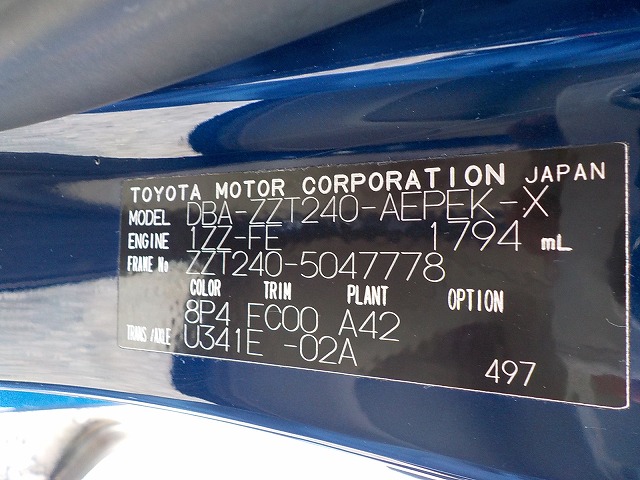 TOYOTA MOTOR CORPORATION JAPAN
MODEL DBA-ZZT240-AEPEK-X
ENGINE 1ZZ-FE 1794 mL
FRAME No ZZT240-5047778
COLOR TRIM PLANT OPTION
8P4 FC00 A42
TRANS/AXLE U341E -02A
497